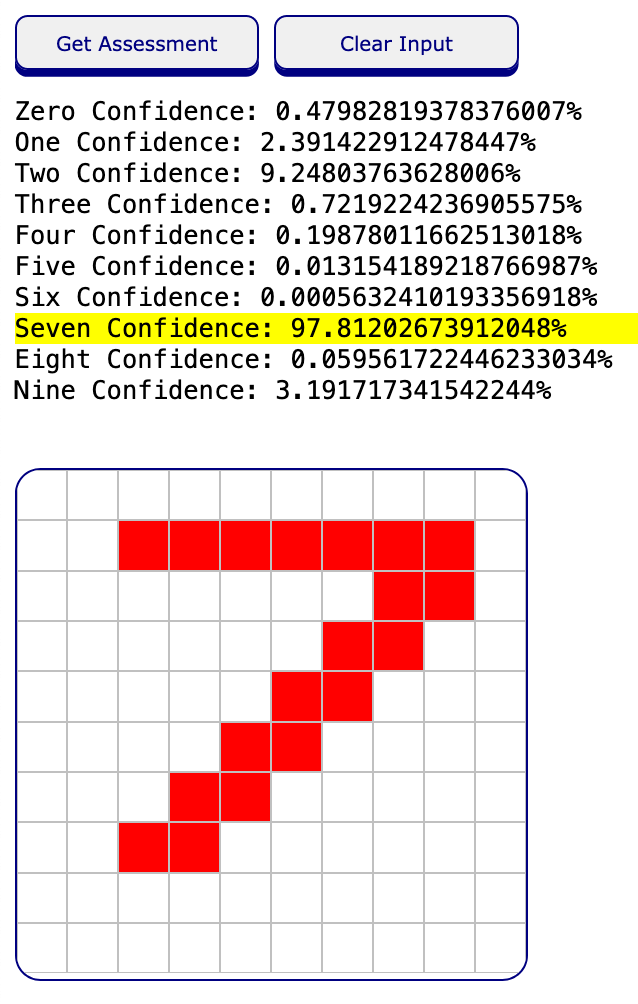 Get Assessment Clear Input
Zero Confidence: 0.47982819378376007%
One Confidence: 2.391422912478447%
Two Confidence: 9.24803763628006%
Three Confidence: 0.7219224236905575%
Four Confidence: 0.19878011662513018%
Five Confidence: 0.013154189218766987%
Six Confidence: 0.0005632410193356918%
Seven Confidence: 97.81202673912048%
Eight Confidence: 0.059561722446233034%
Nine Confidence: 3.191717341542244%